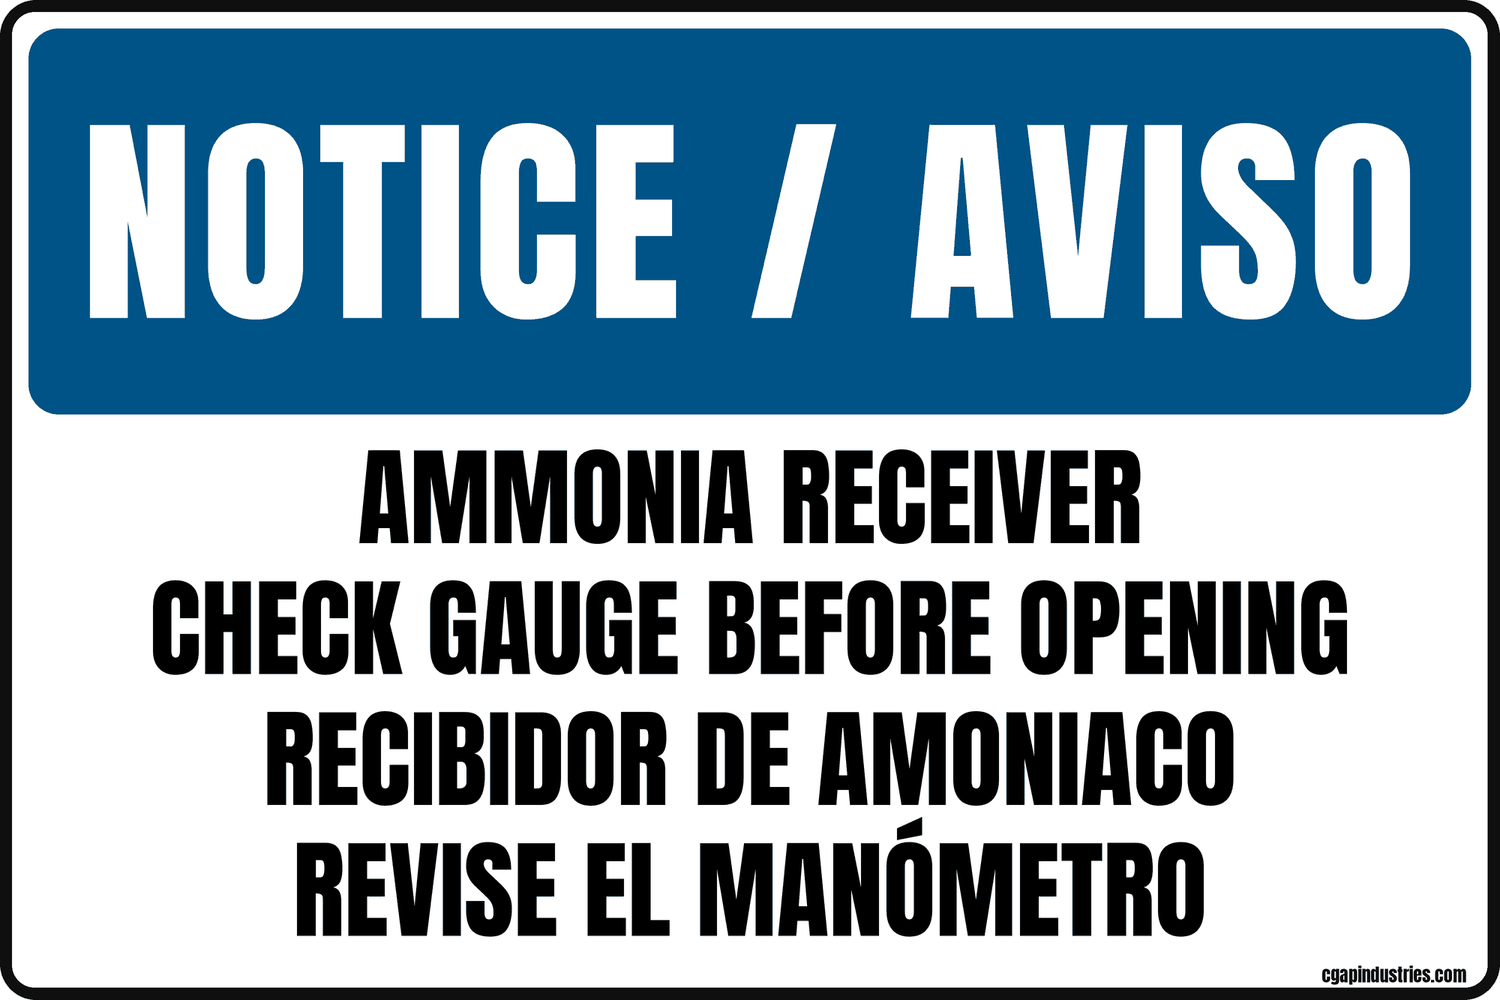 NOTICE / AVISO
AMMONIA RECEIVER
CHECK GAUGE BEFORE OPENING
RECIBIDOR DE AMONIACO
REVISE EL MANÓMETRO
cgapindustries.com